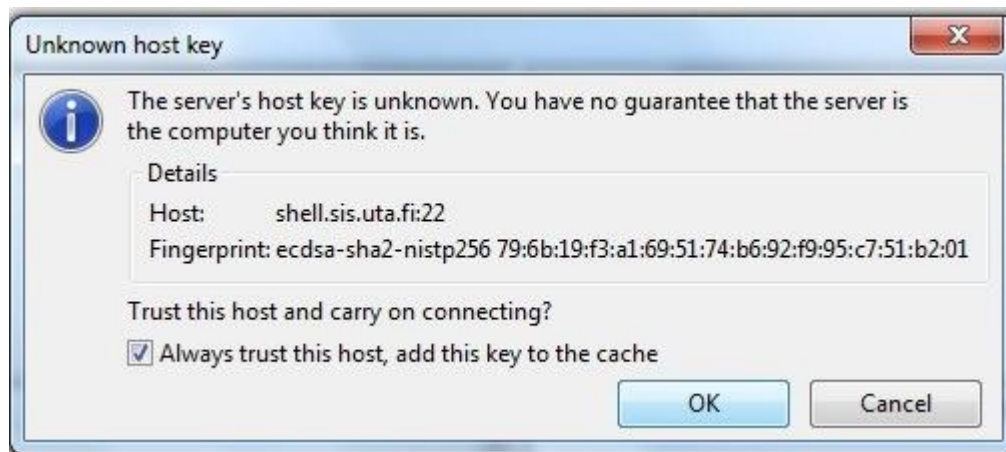 Unknown host key
The server's host key is unknown. You have no guarantee that the server is
the computer you think it is.
Details
Host: shell.sis.uta.fi:22
Fingerprint: ecdsa-sha2-nistp256 79:6b:19:f3:a1:69:51:74:b6:92:f9:95:c7:51:b2:01
Trust this host and carry on connecting?
Always trust this host, add this key to the cache
OK Cancel